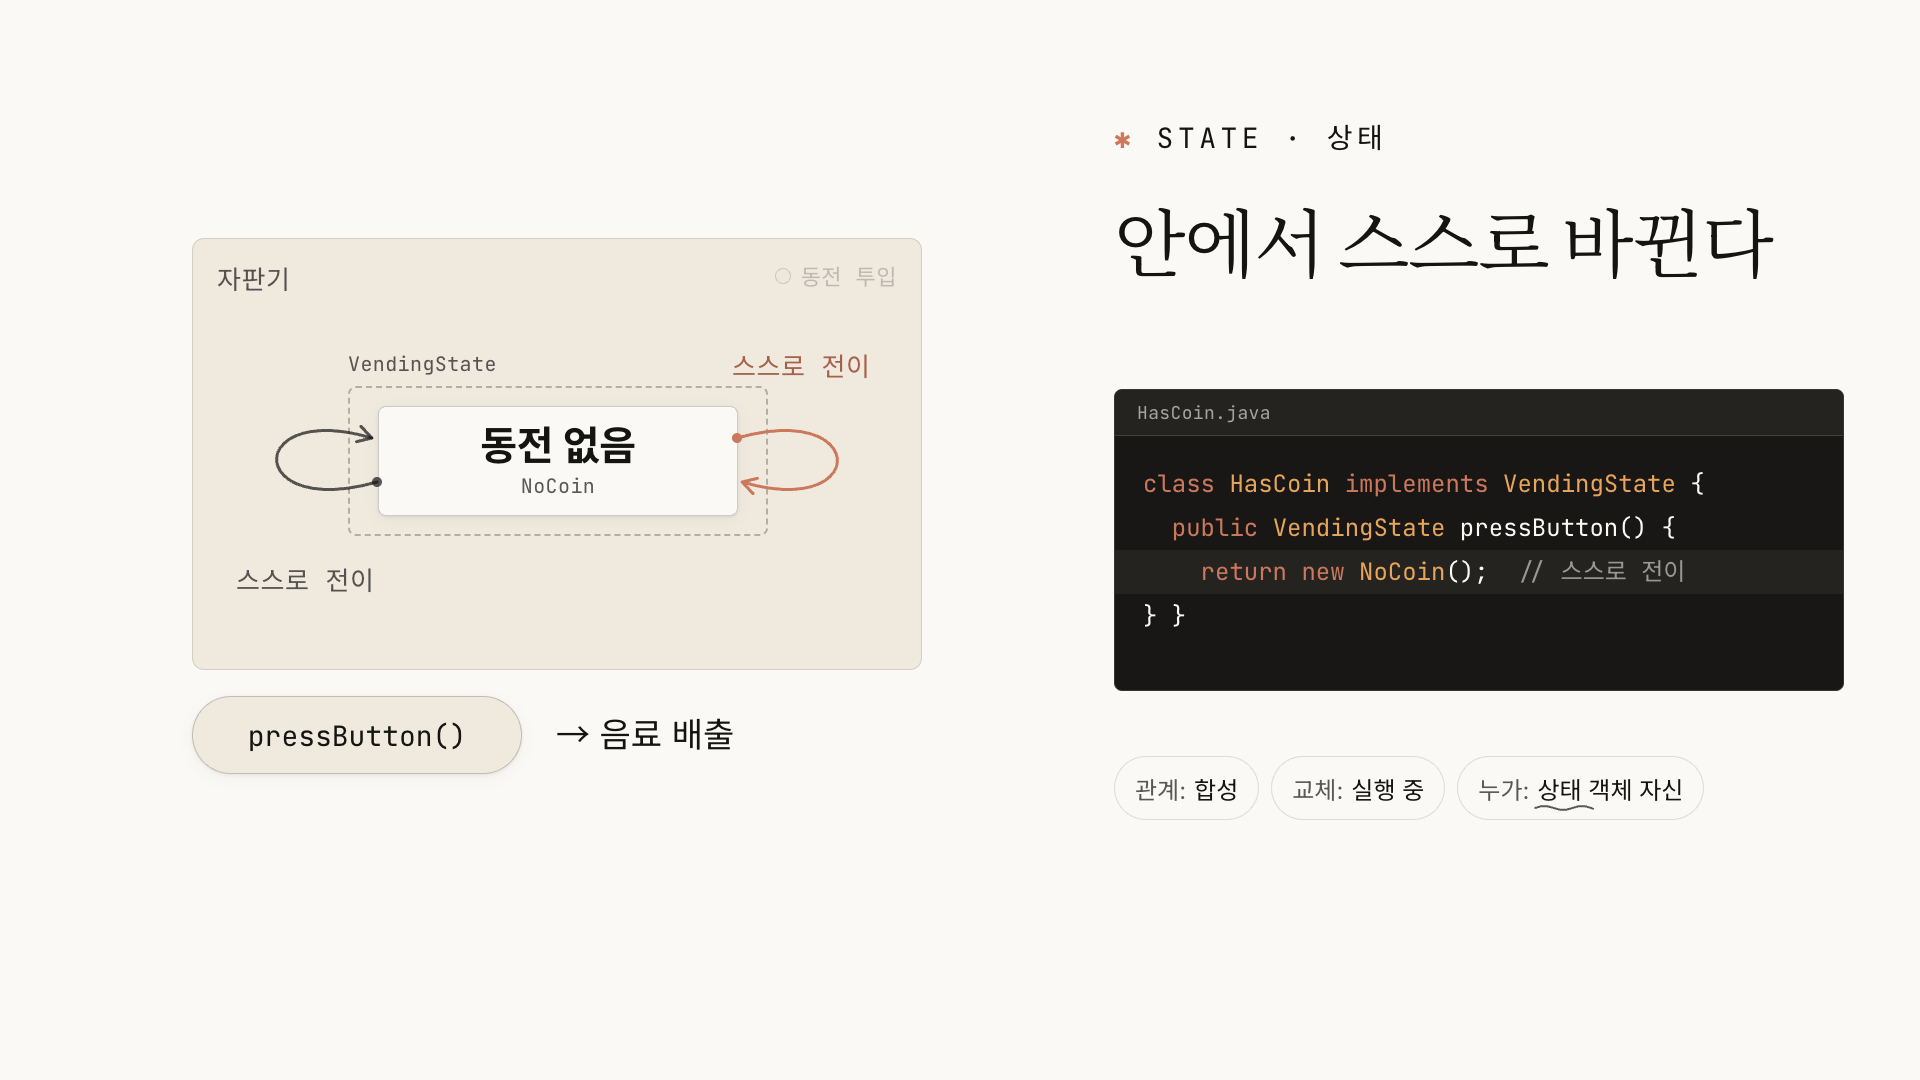 자판기
동전 투입
VendingState
스스로 전이
동전 없음
NoCoin
스스로 전이
pressButton()
→ 음료 배출
* STATE · 상태
안에서 스스로 바뀐다
HasCoin.java
class HasCoin implements VendingState {
public VendingState pressButton() {
return new NoCoin(); // 스스로 전이
} }
관계: 합성
교체: 실행 중
누가: 상태 객체 자신